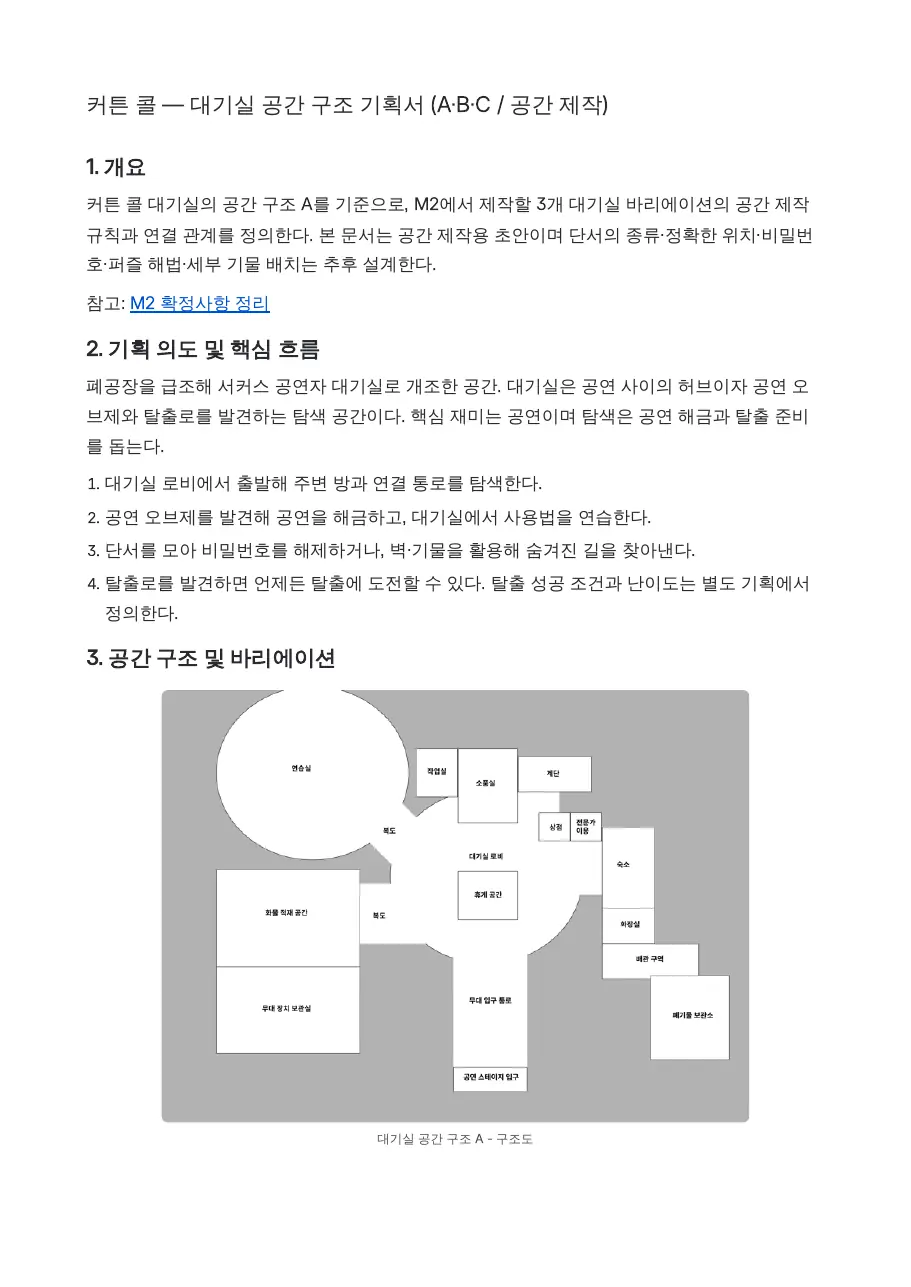 커튼 콜 — 대기실 공간 구조 기획서 (A·B·C / 공간 제작)
1. 개요
커튼 콜 대기실의 공간 구조 A를 기준으로, M2에서 제작할 3개 대기실 바리에이션의 공간 제작
규칙과 연결 관계를 정의한다. 본 문서는 공간 제작용 초안이며 단서의 종류·정확한 위치·비밀번
호·퍼즐 해법·세부 기물 배치는 추후 설계한다.
참고: M2 확정사항 정리
2. 기획 의도 및 핵심 흐름
폐공장을 급조해 서커스 공연자 대기실로 개조한 공간. 대기실은 공연 사이의 허브이자 공연 오
브제와 탈출로를 발견하는 탐색 공간이다. 핵심 재미는 공연이며 탐색은 공연 해금과 탈출 준비
를 돕는다.
1. 대기실 로비에서 출발해 주변 방과 연결 통로를 탐색한다.
2. 공연 오브제를 발견해 공연을 해금하고, 대기실에서 사용법을 연습한다.
3. 단서를 모아 비밀번호를 해제하거나, 벽·기물을 활용해 숨겨진 길을 찾아낸다.
4. 탈출로를 발견하면 언제든 탈출에 도전할 수 있다. 탈출 성공 조건과 난이도는 별도 기획에서
정의한다.
3. 공간 구조 및 바리에이션
연습실
작업실
소품실
계단
상점
전문가
이용
복도
대기실 로비
숙소
휴게 공간
화물 적재 공간
복도
화장실
배관 구역
무대 장치 보관실
무대 입구 통로
폐기물 보관소
공연 스테이지 입구
대기실 공간 구조 A - 구조도